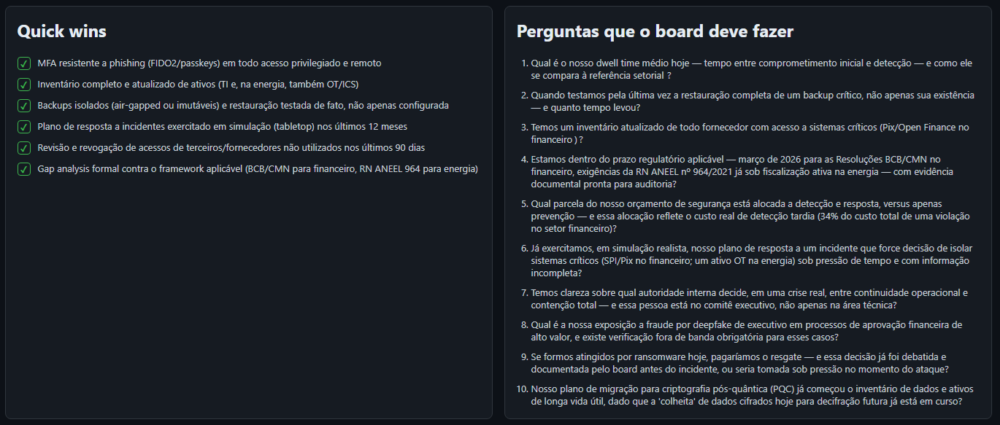 Quick wins
✓ MFA resistente a phishing (FIDO2/passkeys) em todo acesso privilegiado e remoto
✓ Inventário completo e atualizado de ativos (TI e, na energia, também OT/ICS)
✓ Backups isolados (air-gapped ou imutáveis) e restauração testada de fato, não apenas configurada
✓ Plano de resposta a incidentes exercitado em simulação (tabletop) nos últimos 12 meses
✓ Revisão e revogação de acessos de terceiros/fornecedores não utilizados nos últimos 90 dias
✓ Gap analysis formal contra o framework aplicável (BCB/CMN para financeiro, RN ANEEL 964 para energia)
Perguntas que o board deve fazer
1. Qual é o nosso dwell time médio hoje — tempo entre comprometimento inicial e detecção — e como ele
se compara à referência setorial ?
2. Quando testamos pela última vez a restauração completa de um backup crítico, não apenas sua existência
— e quanto tempo levou?
3. Temos um inventário atualizado de todo fornecedor com acesso a sistemas críticos (Pix/Open Finance no
financeiro ) ?
4. Estamos dentro do prazo regulatório aplicável — março de 2026 para as Resoluções BCB/CMN no
financeiro, exigências da RN ANEEL nº 964/2021 já sob fiscalização ativa na energia — com evidência
documental pronta para auditoria?
5. Qual parcela do nosso orçamento de segurança está alocada a detecção e resposta, versus apenas
prevenção — e essa alocação reflete o custo real de detecção tardia (34% do custo total de uma violação
no setor financeiro)?
6. Já exercitamos, em simulação realista, nosso plano de resposta a um incidente que force decisão de isolar
sistemas críticos (SPI/Pix no financeiro; um ativo OT na energia) sob pressão de tempo e com informação
incompleta?
7. Temos clareza sobre qual autoridade interna decide, em uma crise real, entre continuidade operacional e
contenção total — e essa pessoa está no comitê executivo, não apenas na área técnica?
8. Qual é a nossa exposição a fraude por deepfake de executivo em processos de aprovação financeira de
alto valor, e existe verificação fora de banda obrigatória para esses casos?
9. Se formos atingidos por ransomware hoje, pagaríamos o resgate — e essa decisão já foi debatida e
documentada pelo board antes do incidente, ou seria tomada sob pressão no momento do ataque?
10. Nosso plano de migração para criptografia pós-quântica (PQC) já começou o inventário de dados e ativos
de longa vida útil, dado que a 'colheita' de dados cifrados hoje para decifração futura já está em curso?